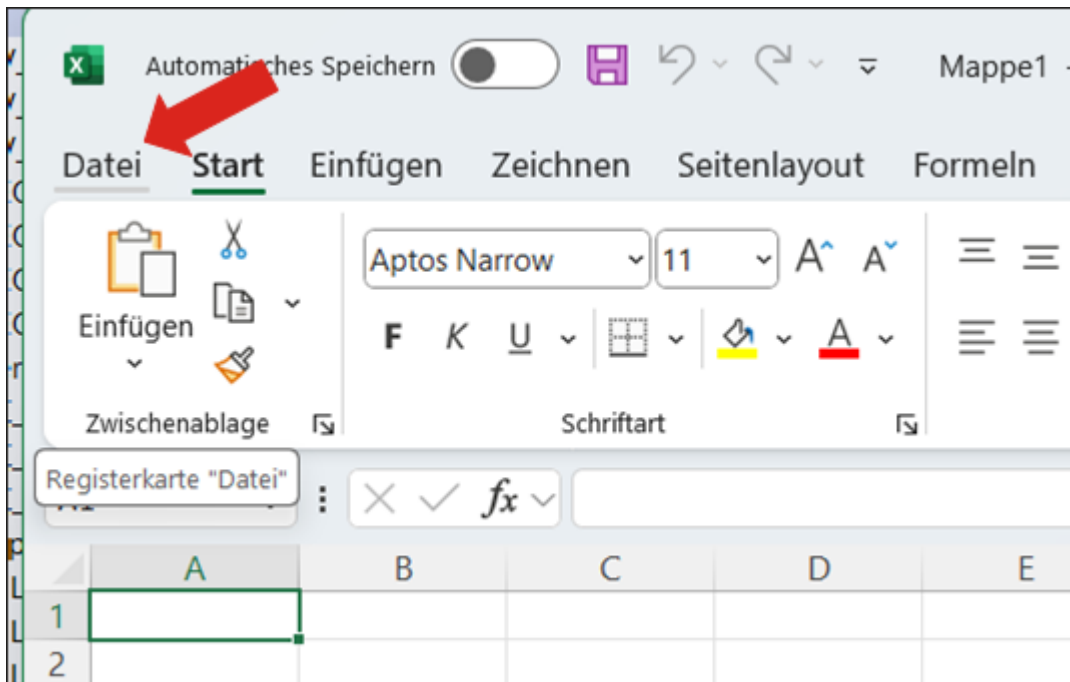 Automatisches Speichern
Mappe1 -
Datei Start Einfügen Zeichnen Seitenlayout Formeln
Aptos Narrow 11
Einfügen
F K U A
Zwischenablage Schriftart
Registerkarte "Datei"
fx
A B C D E
1
2